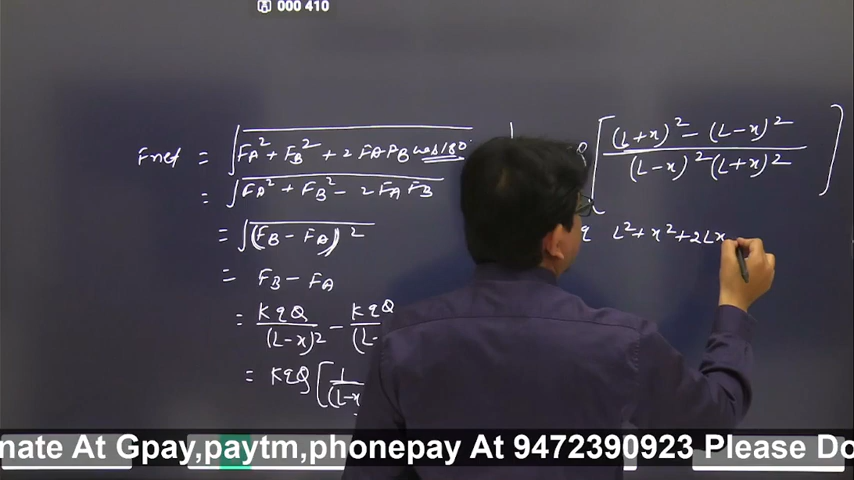 000 410
Fnet = √FA² + FB² + 2 FA FB cos 180°
= √FA² + FB² - 2 FA FB
= √(FB - FA)²
= FB - FA
= KqQ/(L-x)² - KqQ/(L-
= KqQ [1/(L-x
[(L+x)² - (L-x)²/(L-x)²(L+x)²]
L² + x² + 2Lx
nate At Gpay,paytm,phonepay At 9472390923 Please Do